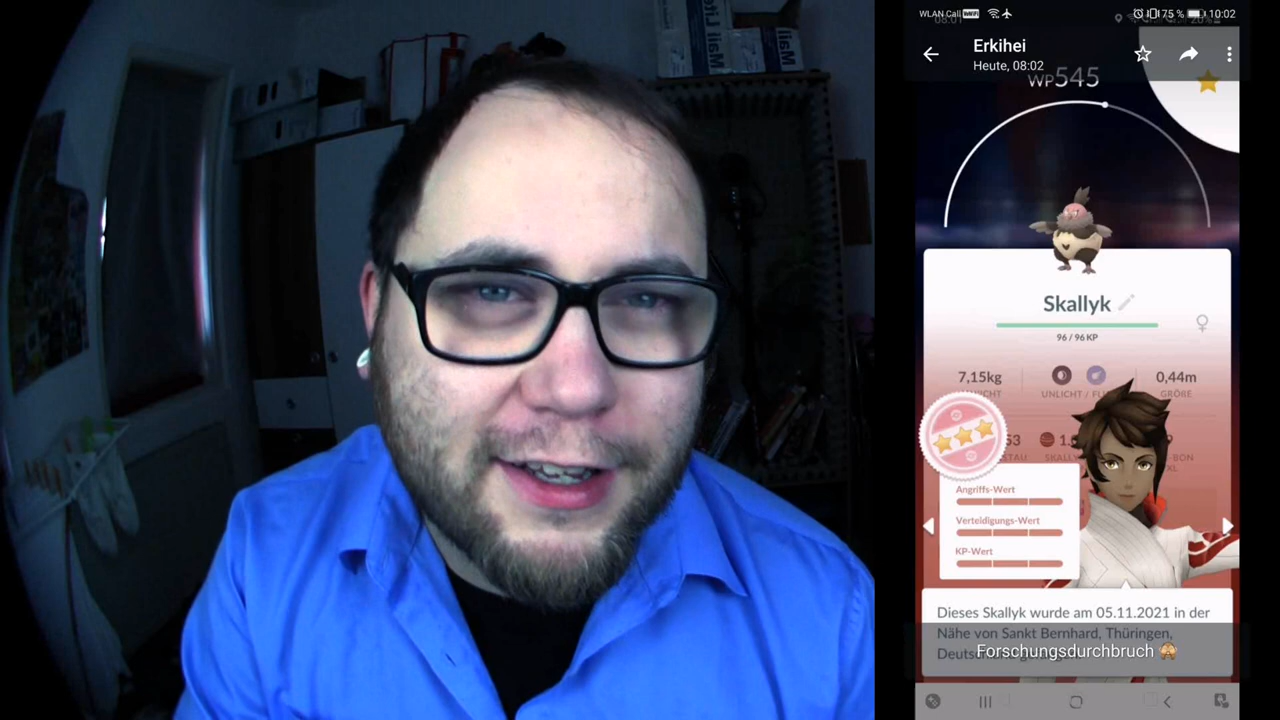 WLAN Call
75 %
10:02
Erkihei
Heute, 08:02
WP545
Skallyk
96 / 96 KP
7,15kg
0,44m
GRÖßE
Angriffs-Wert
Verteidigungs-Wert
KP-Wert
Dieses Skallyk wurde am 05.11.2021 in der
Nähe von Sankt Bernhard, Thüringen,
Forschungsdurchbruch